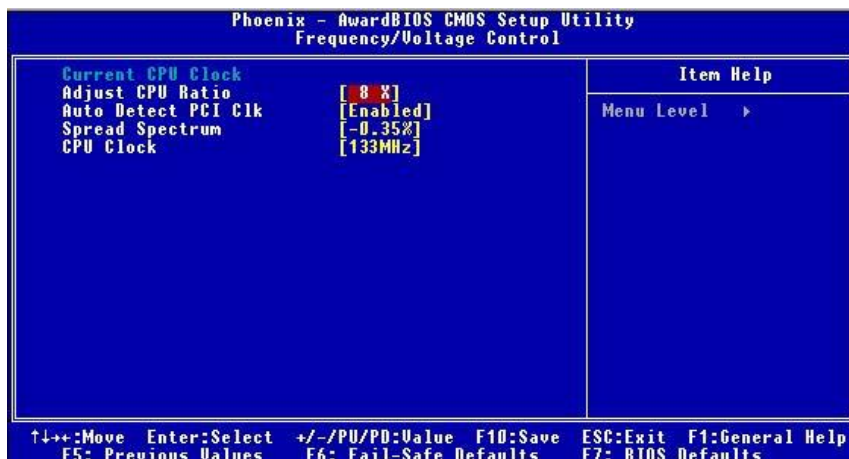 Phoenix - AwardBIOS CMOS Setup Utility
Frequency/Voltage Control
Current CPU Clock
Adjust CPU Ratio [ 8 X]
Auto Detect PCI Clk [Enabled]
Spread Spectrum [-0.35%]
CPU Clock [133MHz]
Item Help
Menu Level ▸
↑↓→←:Move Enter:Select +/-/PU/PD:Value F10:Save ESC:Exit F1:General Help
F5: Previous Values F6: Fail-Safe Defaults F7: BIOS Defaults